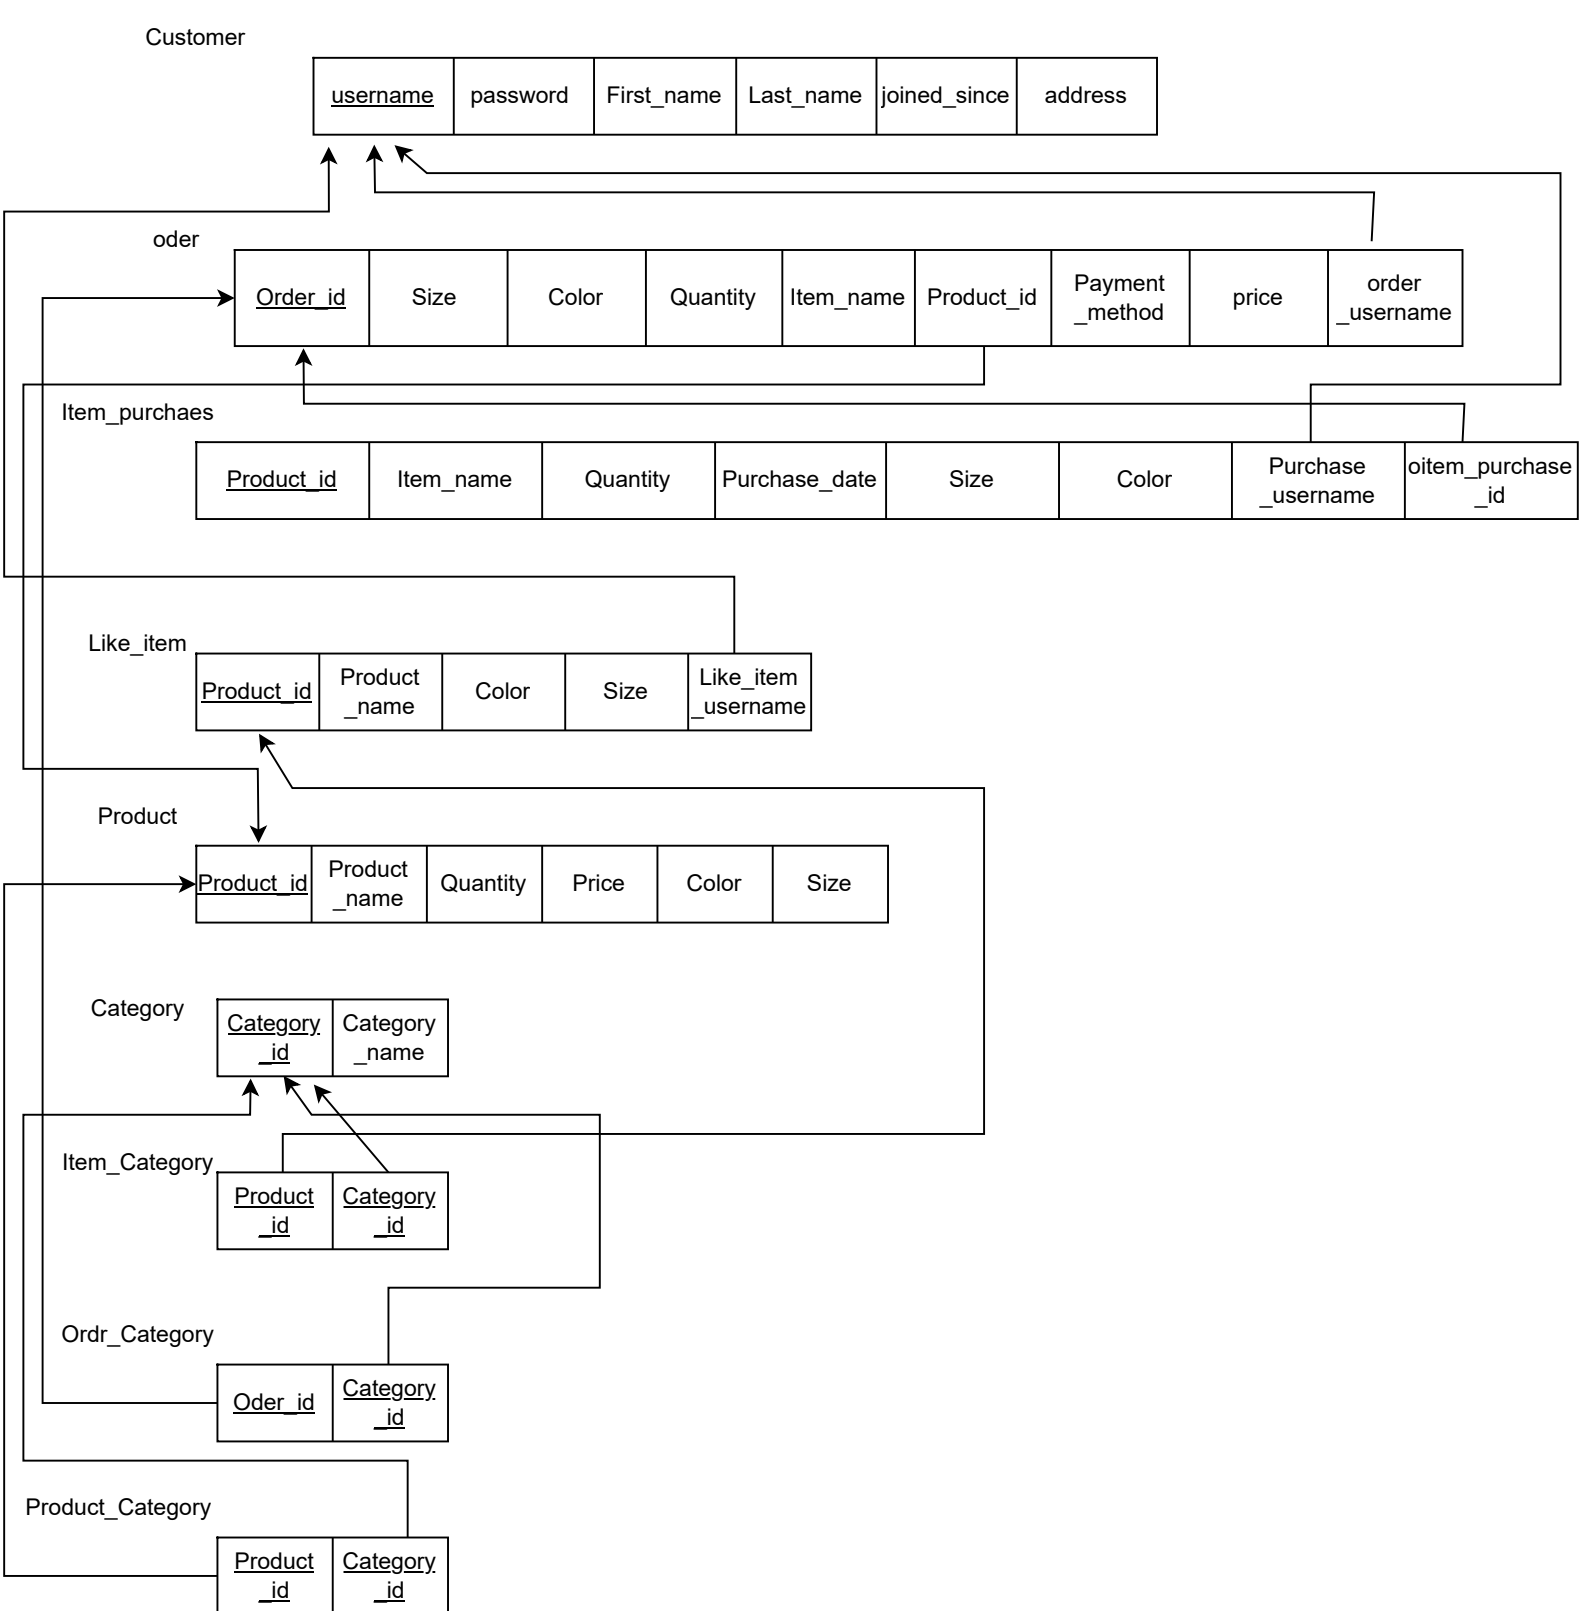 Customer
username password First_name Last_name joined_since address
oder
Order_id Size Color Quantity Item_name Product_id Payment
_method price order
_username
Item_purchaes
Product_id Item_name Quantity Purchase_date Size Color Purchase
_username oitem_purchase
_id
Like_item
Product_id Product
_name Color Size Like_item
_username
Product
Product_id Product
_name Quantity Price Color Size
Category
Category
_id Category
_name
Item_Category
Product
_id Category
_id
Ordr_Category
Oder_id Category
_id
Product_Category
Product
_id Category
_id